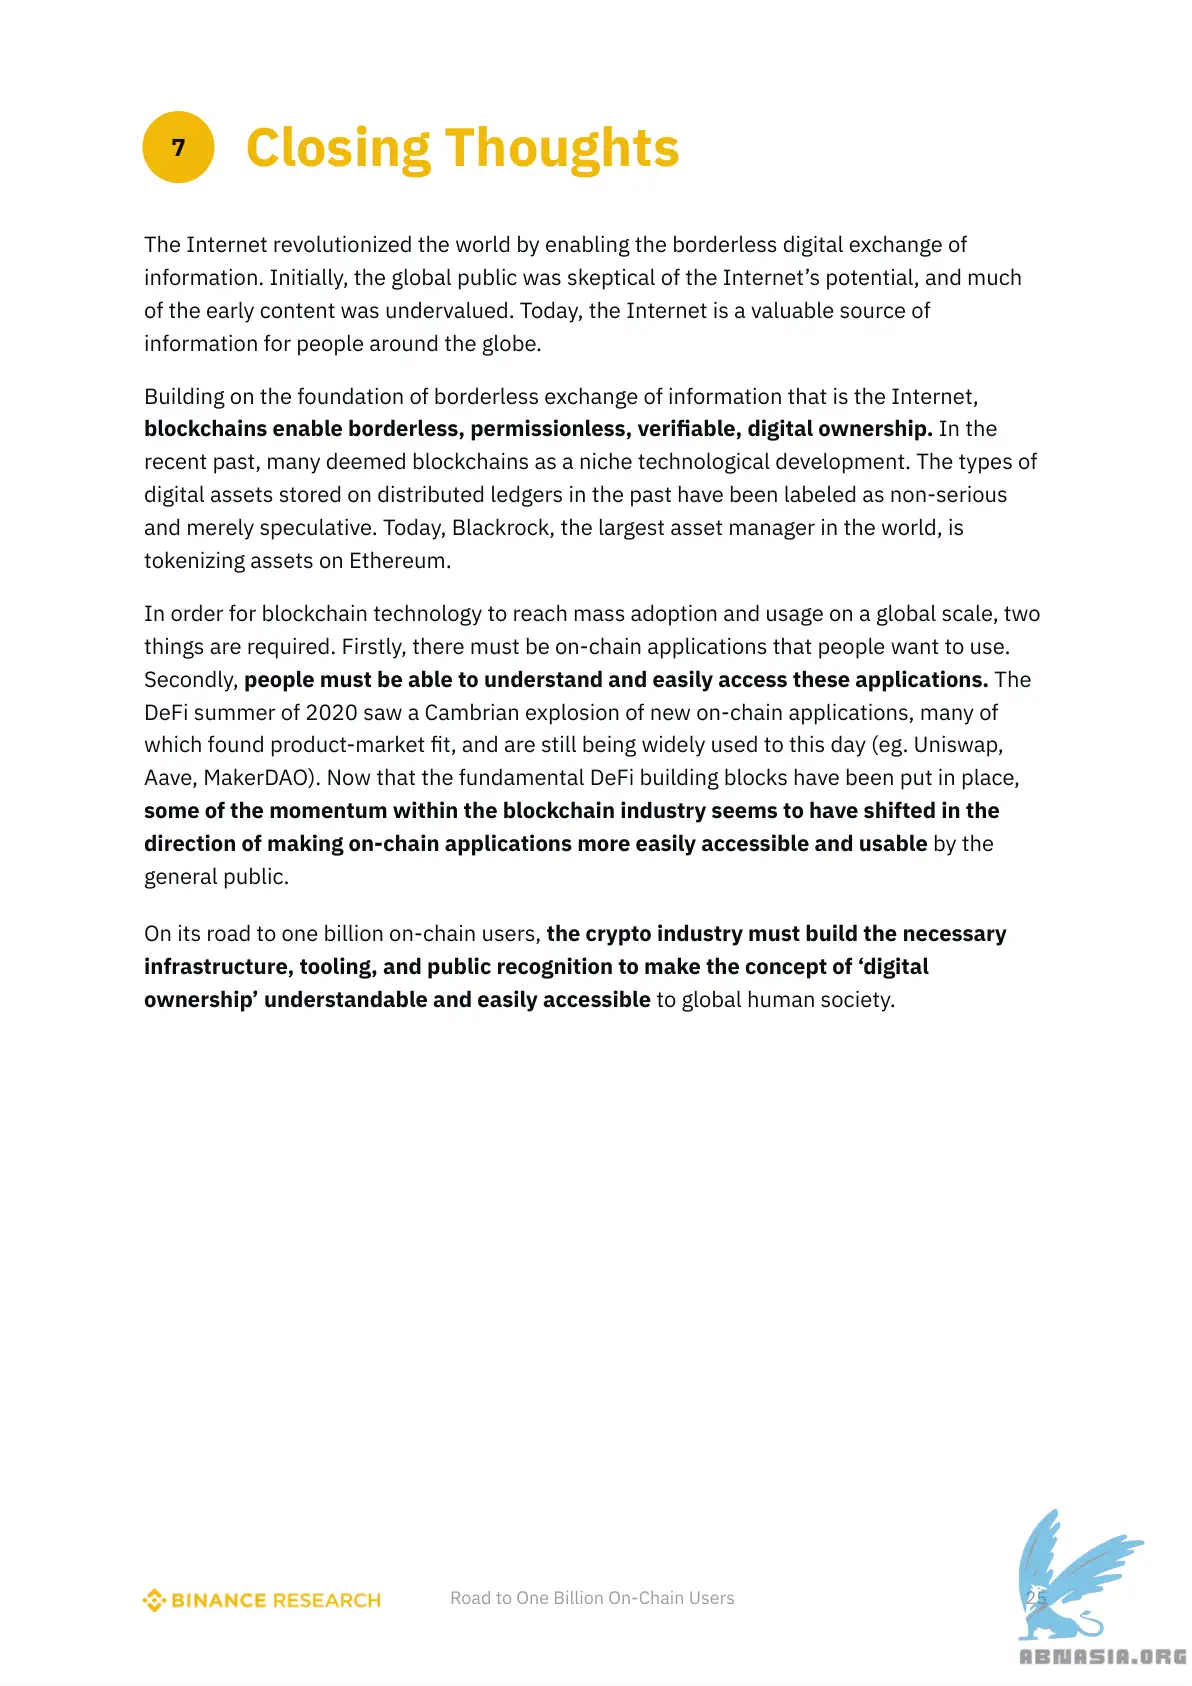 7
Closing Thoughts
The Internet revolutionized the world by enabling the borderless digital exchange of
information. Initially, the global public was skeptical of the Internet’s potential, and much
of the early content was undervalued. Today, the Internet is a valuable source of
information for people around the globe.
Building on the foundation of borderless exchange of information that is the Internet,
blockchains enable borderless, permissionless, verifiable, digital ownership. In the
recent past, many deemed blockchains as a niche technological development. The types of
digital assets stored on distributed ledgers in the past have been labeled as non-serious
and merely speculative. Today, Blackrock, the largest asset manager in the world, is
tokenizing assets on Ethereum.
In order for blockchain technology to reach mass adoption and usage on a global scale, two
things are required. Firstly, there must be on-chain applications that people want to use.
Secondly, people must be able to understand and easily access these applications. The
DeFi summer of 2020 saw a Cambrian explosion of new on-chain applications, many of
which found product-market fit, and are still being widely used to this day (eg. Uniswap,
Aave, MakerDAO). Now that the fundamental DeFi building blocks have been put in place,
some of the momentum within the blockchain industry seems to have shifted in the
direction of making on-chain applications more easily accessible and usable by the
general public.
On its road to one billion on-chain users, the crypto industry must build the necessary
infrastructure, tooling, and public recognition to make the concept of ‘digital
ownership’ understandable and easily accessible to global human society.
BINANCE RESEARCH
Road to One Billion On-Chain Users
25
ABNASIA.ORG